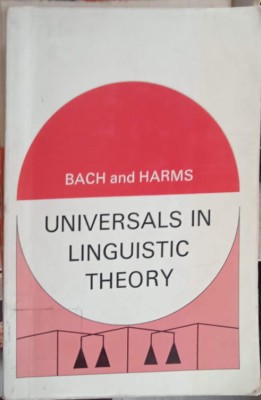 BACH and HARMS
UNIVERSALS IN
LINGUISTIC
THEORY